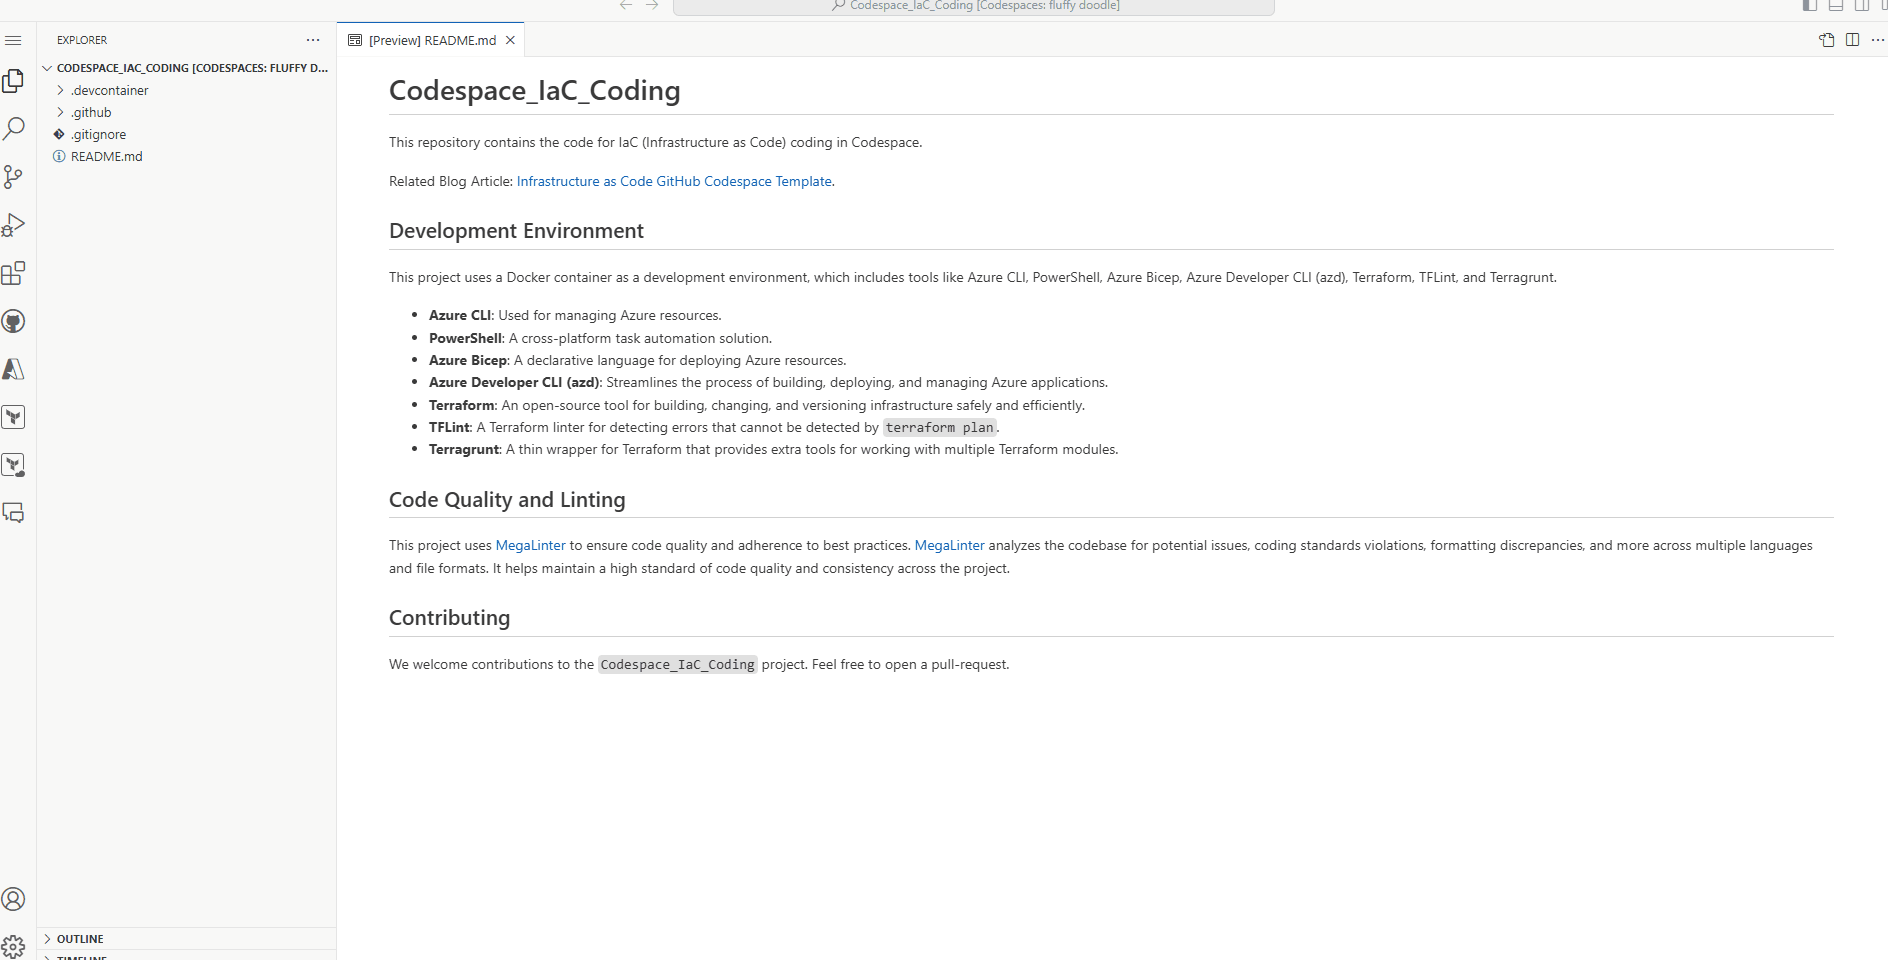 Codespace_IaC_Coding [Codespaces: fluffy doodle]
EXPLORER
[Preview] README.md
CODESPACE_IAC_CODING [CODESPACES: FLUFFY D...
.devcontainer
.github
.gitignore
README.md
Codespace_IaC_Coding
This repository contains the code for IaC (Infrastructure as Code) coding in Codespace.
Related Blog Article: Infrastructure as Code GitHub Codespace Template.
Development Environment
This project uses a Docker container as a development environment, which includes tools like Azure CLI, PowerShell, Azure Bicep, Azure Developer CLI (azd), Terraform, TFLint, and Terragrunt.
• Azure CLI: Used for managing Azure resources.
• PowerShell: A cross-platform task automation solution.
• Azure Bicep: A declarative language for deploying Azure resources.
• Azure Developer CLI (azd): Streamlines the process of building, deploying, and managing Azure applications.
• Terraform: An open-source tool for building, changing, and versioning infrastructure safely and efficiently.
• TFLint: A Terraform linter for detecting errors that cannot be detected by terraform plan.
• Terragrunt: A thin wrapper for Terraform that provides extra tools for working with multiple Terraform modules.
Code Quality and Linting
This project uses MegaLinter to ensure code quality and adherence to best practices. MegaLinter analyzes the codebase for potential issues, coding standards violations, formatting discrepancies, and more across multiple languages
and file formats. It helps maintain a high standard of code quality and consistency across the project.
Contributing
We welcome contributions to the Codespace_IaC_Coding project. Feel free to open a pull-request.
OUTLINE
TIMELINE